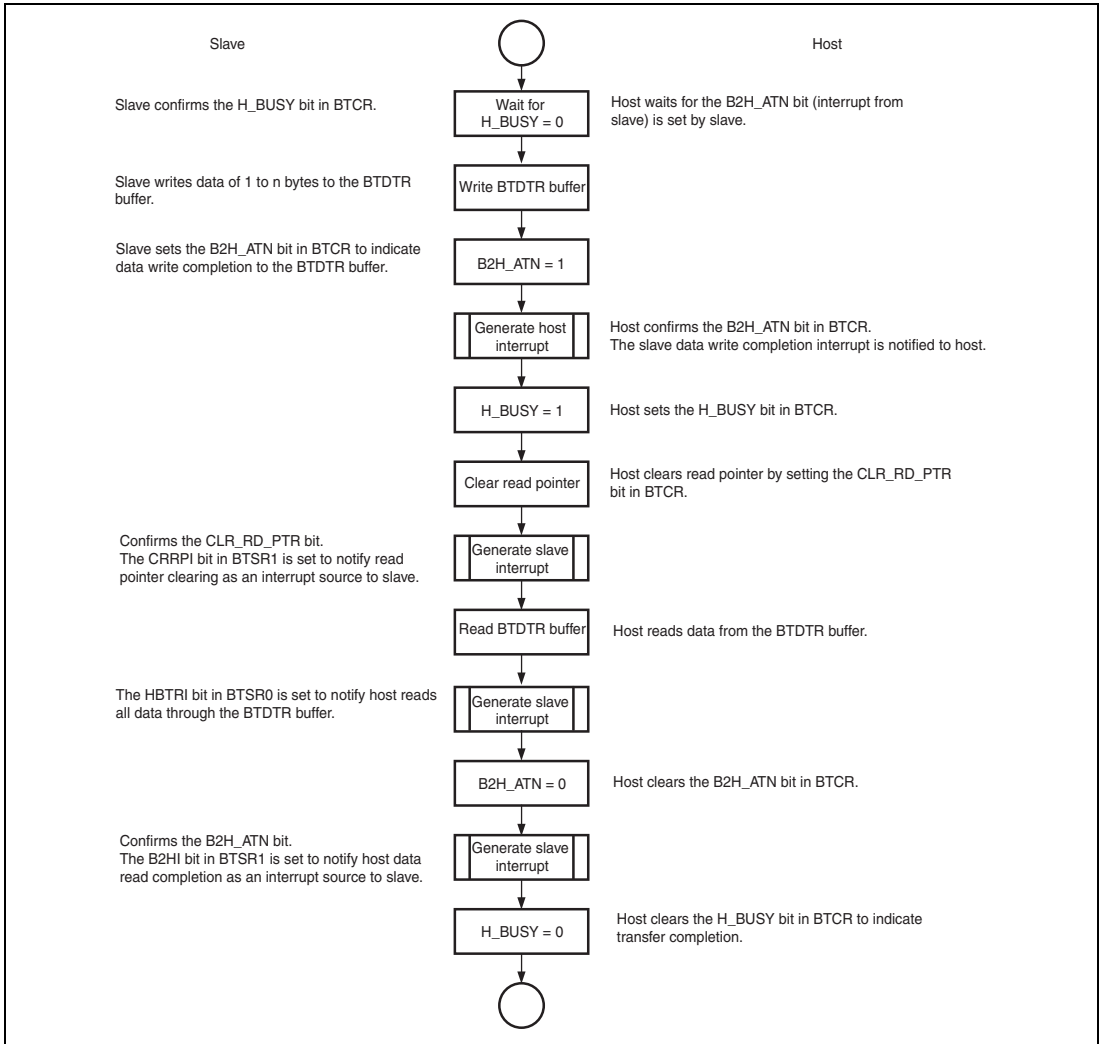 Slave
Host
Slave confirms the H_BUSY bit in BTCR.
Wait for
H_BUSY = 0
Host waits for the B2H_ATN bit (interrupt from
slave) is set by slave.
Slave writes data of 1 to n bytes to the BTDTR
buffer.
Write BTDTR buffer
Slave sets the B2H_ATN bit in BTCR to indicate
data write completion to the BTDTR buffer.
B2H_ATN = 1
Generate host
interrupt
Host confirms the B2H_ATN bit in BTCR.
The slave data write completion interrupt is notified to host.
H_BUSY = 1
Host sets the H_BUSY bit in BTCR.
Clear read pointer
Host clears read pointer by setting the CLR_RD_PTR
bit in BTCR.
Confirms the CLR_RD_PTR bit.
The CRRPI bit in BTSR1 is set to notify read
pointer clearing as an interrupt source to slave.
Generate slave
interrupt
Read BTDTR buffer
Host reads data from the BTDTR buffer.
The HBTRI bit in BTSR0 is set to notify host reads
all data through the BTDTR buffer.
Generate slave
interrupt
B2H_ATN = 0
Host clears the B2H_ATN bit in BTCR.
Confirms the B2H_ATN bit.
The B2HI bit in BTSR1 is set to notify host data
read completion as an interrupt source to slave.
Generate slave
interrupt
H_BUSY = 0
Host clears the H_BUSY bit in BTCR to indicate
transfer completion.